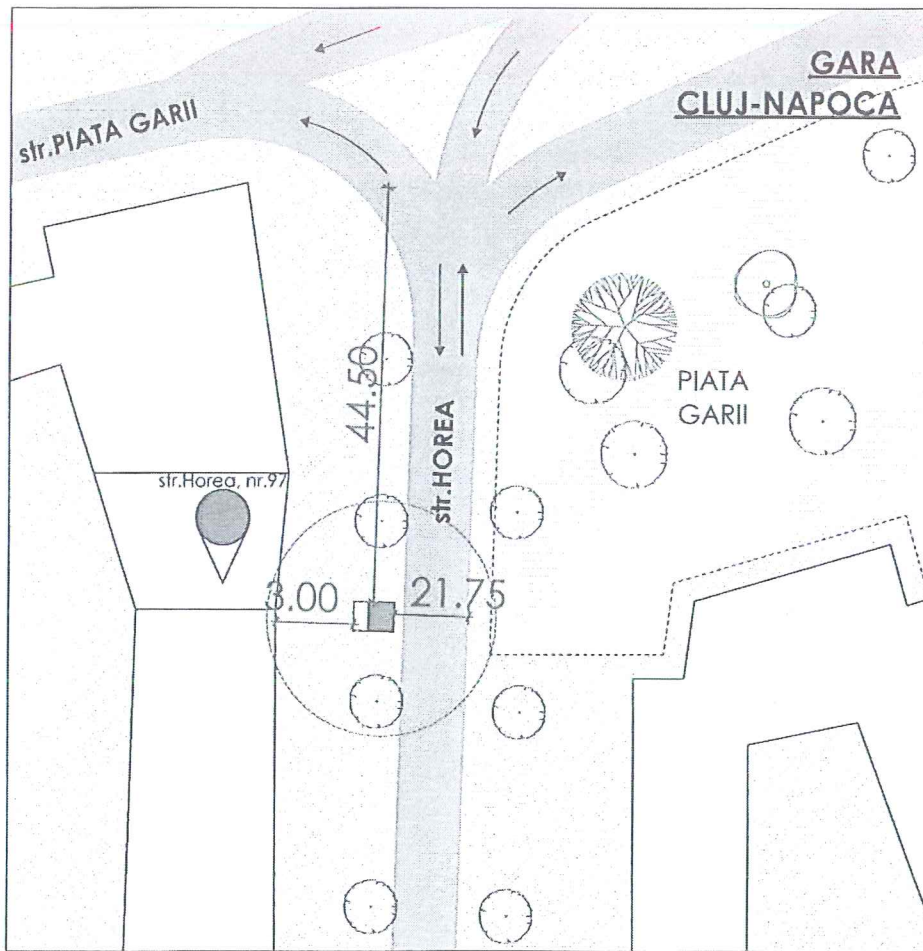 GARA
CLUJ-NAPOCA
str.PIATA GARII
44.50
PIATA
GARII
str.HOREA
str.Horea, nr.97
3.00
21.75